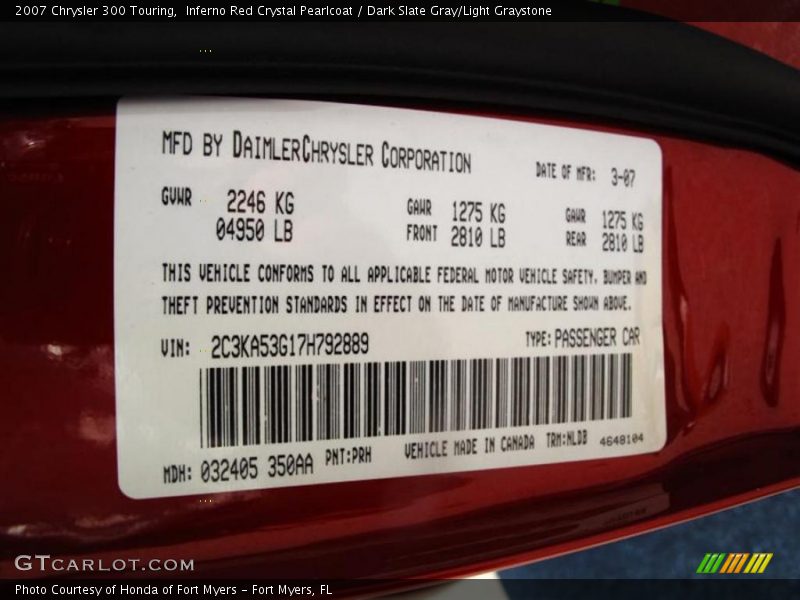 2007 Chrysler 300 Touring,  Inferno Red Crystal Pearlcoat / Dark Slate Gray/Light Graystone
MFD BY DAIMLERCHRYSLER CORPORATION
DATE OF MFR: 3-07
GVWR 2246 KG
04950 LB
GAWR 1275 KG
FRONT 2810 LB
GAWR 1275 KG
REAR 2810 LB
THIS VEHICLE CONFORMS TO ALL APPLICABLE FEDERAL MOTOR VEHICLE SAFETY, BUMPER AND
THEFT PREVENTION STANDARDS IN EFFECT ON THE DATE OF MANUFACTURE SHOWN ABOVE.
VIN: 2C3KA53G17H792889
TYPE: PASSENGER CAR
MDH: 032405 350AA PNT:PRH VEHICLE MADE IN CANADA TRM:NLDB 4648104
GTCARLOT.COM
Photo Courtesy of Honda of Fort Myers - Fort Myers, FL